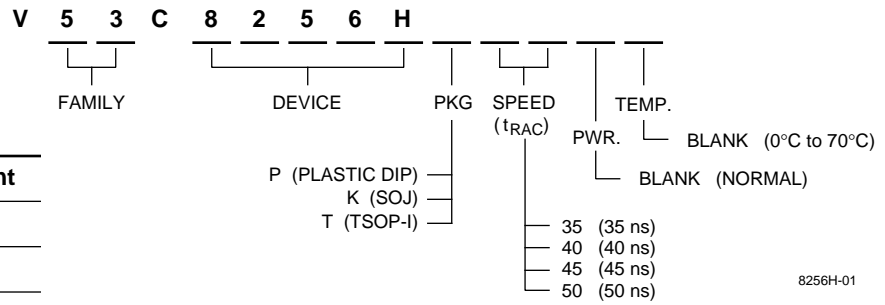 V 5 3 C 8 2 5 6 H
FAMILY DEVICE PKG SPEED TEMP.
(tRAC) PWR.
BLANK (0°C to 70°C)
nt
P (PLASTIC DIP) BLANK (NORMAL)
K (SOJ)
T (TSOP-I)
35 (35 ns)
40 (40 ns)
45 (45 ns)
50 (50 ns)
8256H-01